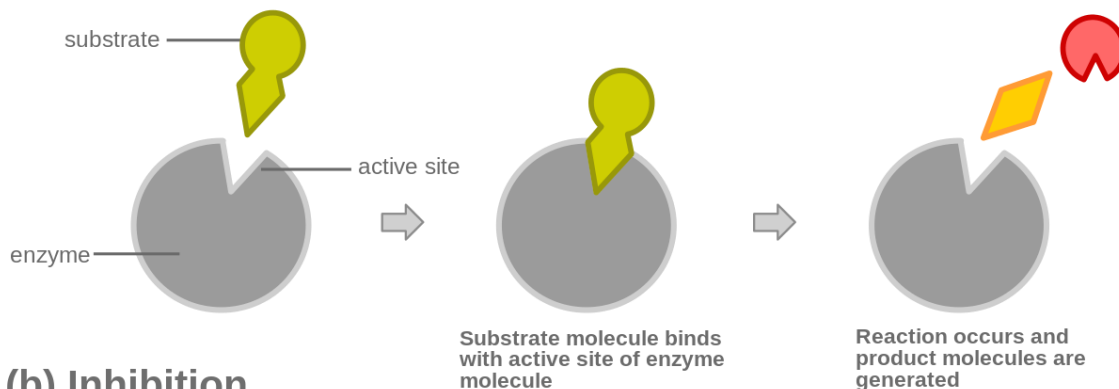 substrate
active site
enzyme
Substrate molecule binds
with active site of enzyme
molecule
Reaction occurs and
product molecules are
generated
(b) Inhibition